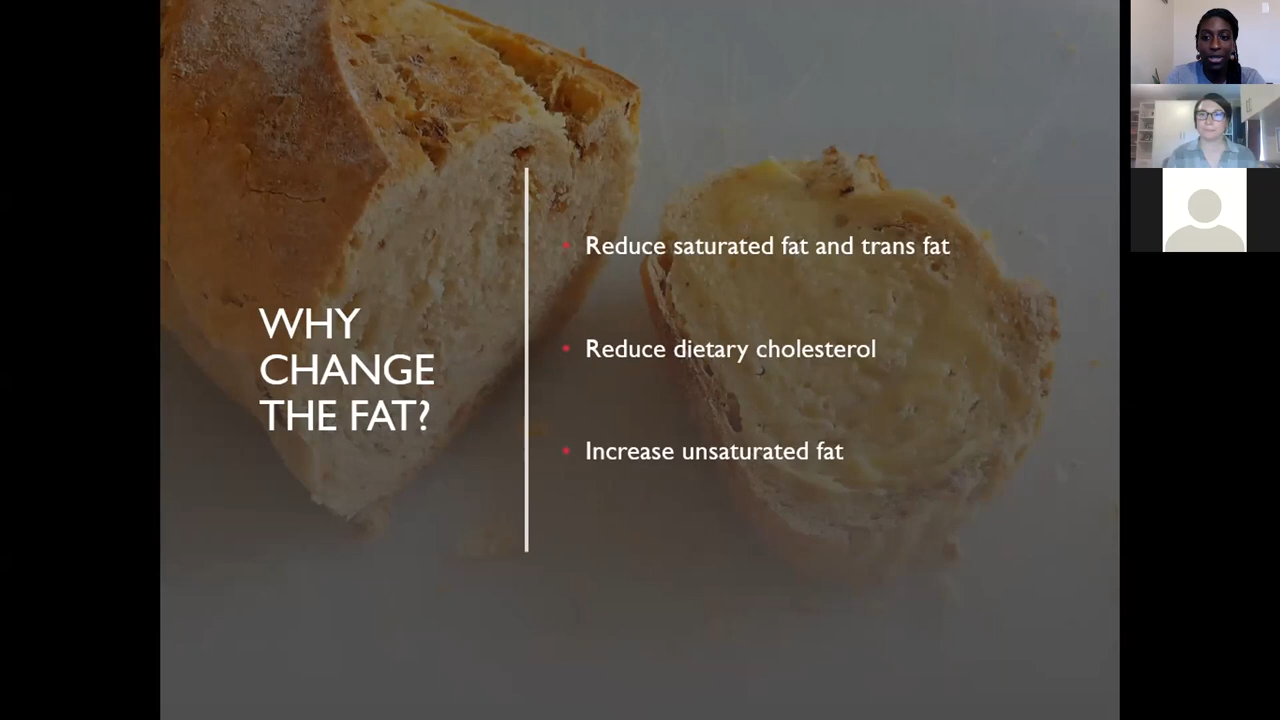 WHY
CHANGE
THE FAT?
Reduce saturated fat and trans fat
Reduce dietary cholesterol
Increase unsaturated fat